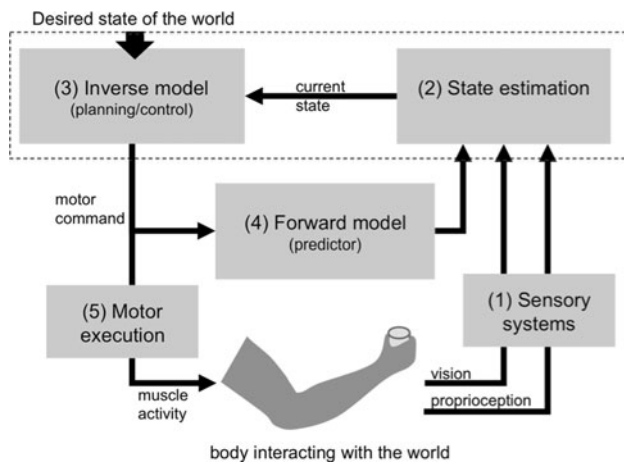 Desired state of the world
(3) Inverse model
(planning/control)
current
state
(2) State estimation
motor
command
(4) Forward model
(predictor)
(5) Motor
execution
(1) Sensory
systems
muscle
activity
vision
proprioception
body interacting with the world